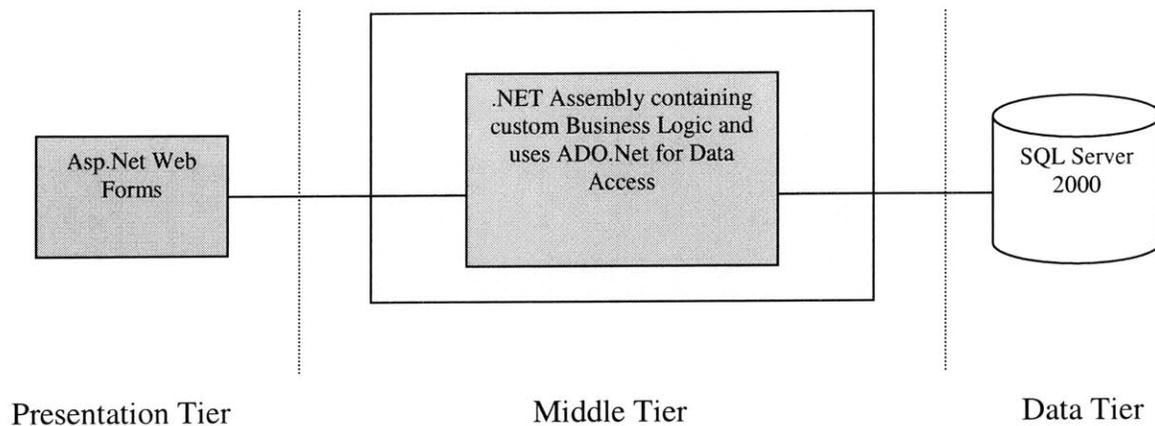 .NET Assembly containing
custom Business Logic and
uses ADO.Net for Data
Access
Asp.Net Web
Forms
SQL Server
2000
Presentation Tier
Middle Tier
Data Tier